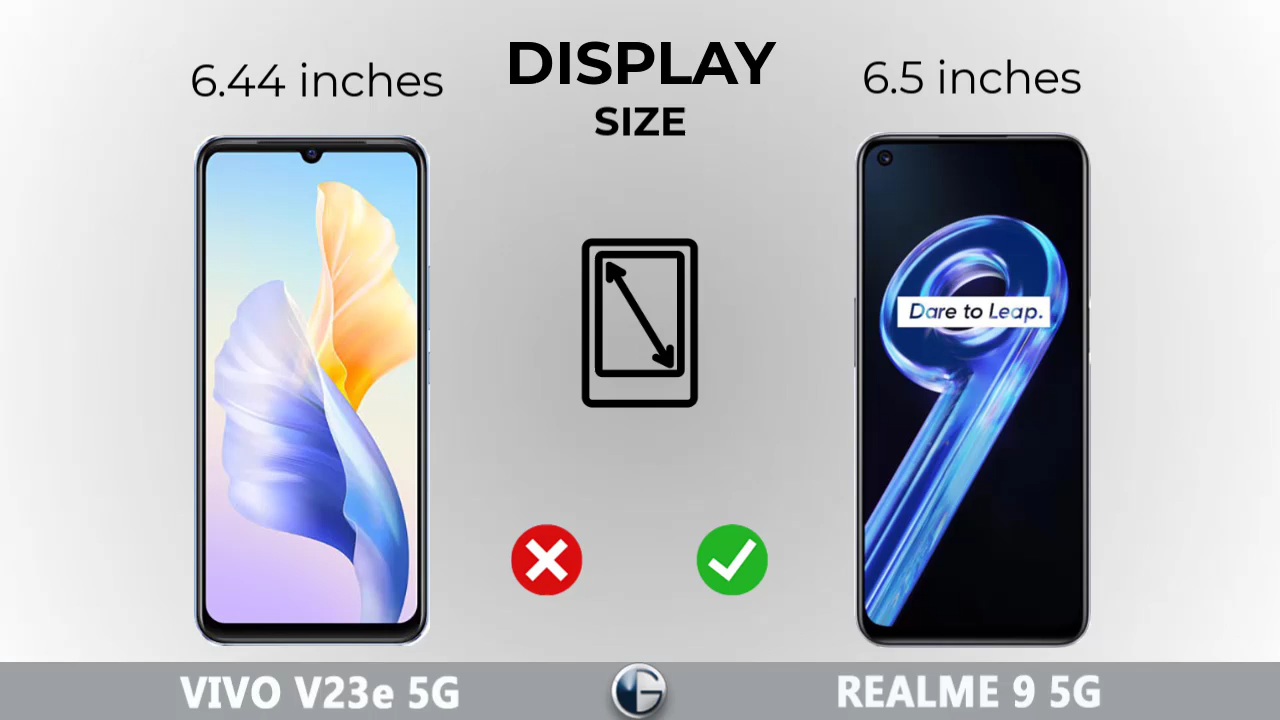 DISPLAY
SIZE
6.44 inches
6.5 inches
Dare to Leap.
VIVO V23e 5G
G
REALME 9 5G